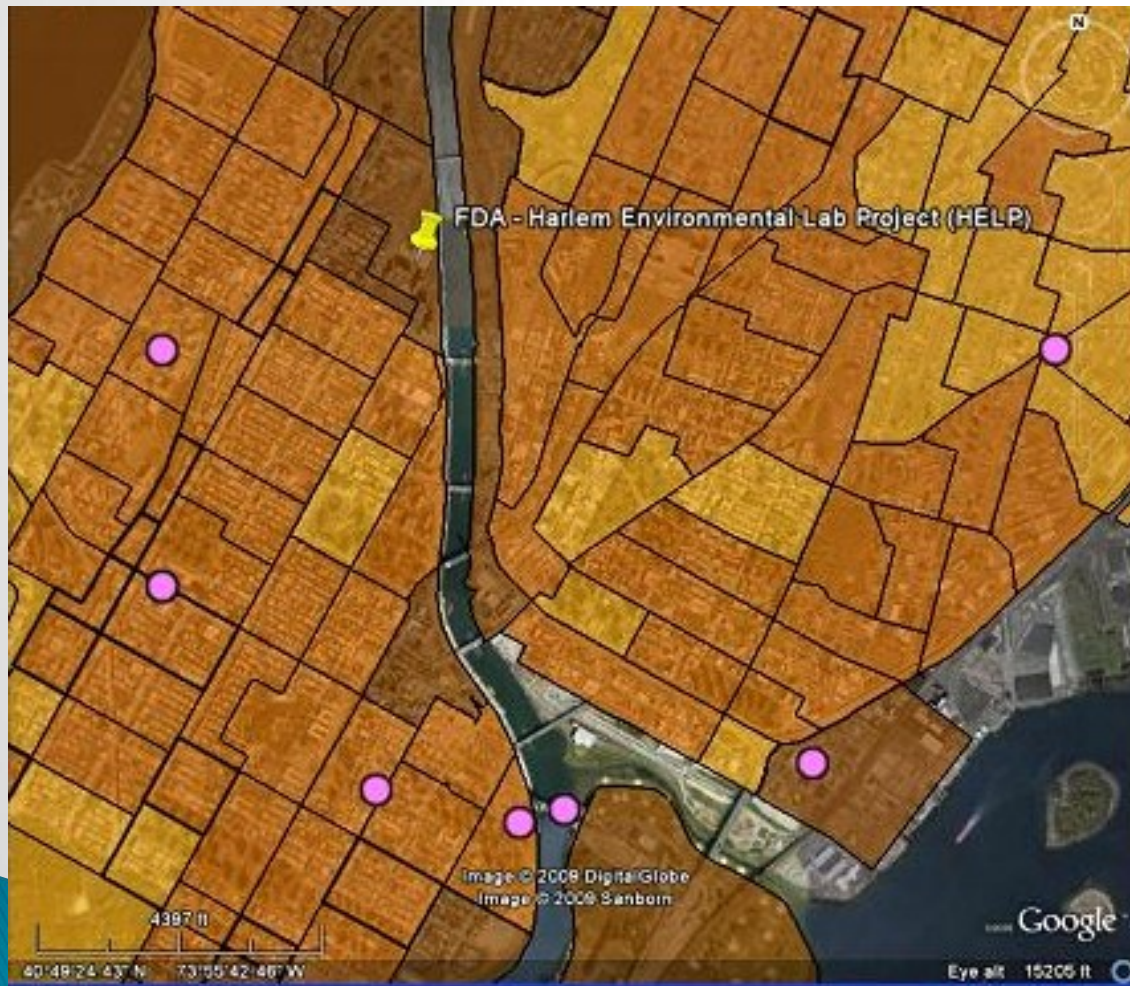 N
FDA - Harlem Environmental Lab Project (HELP)
Image © 2009 DigitalGlobe
Image © 2009 Sanborn
4397 ft
Google
40°49'24.43" N 73°55'42.46" W
Eye alt 15205 ft